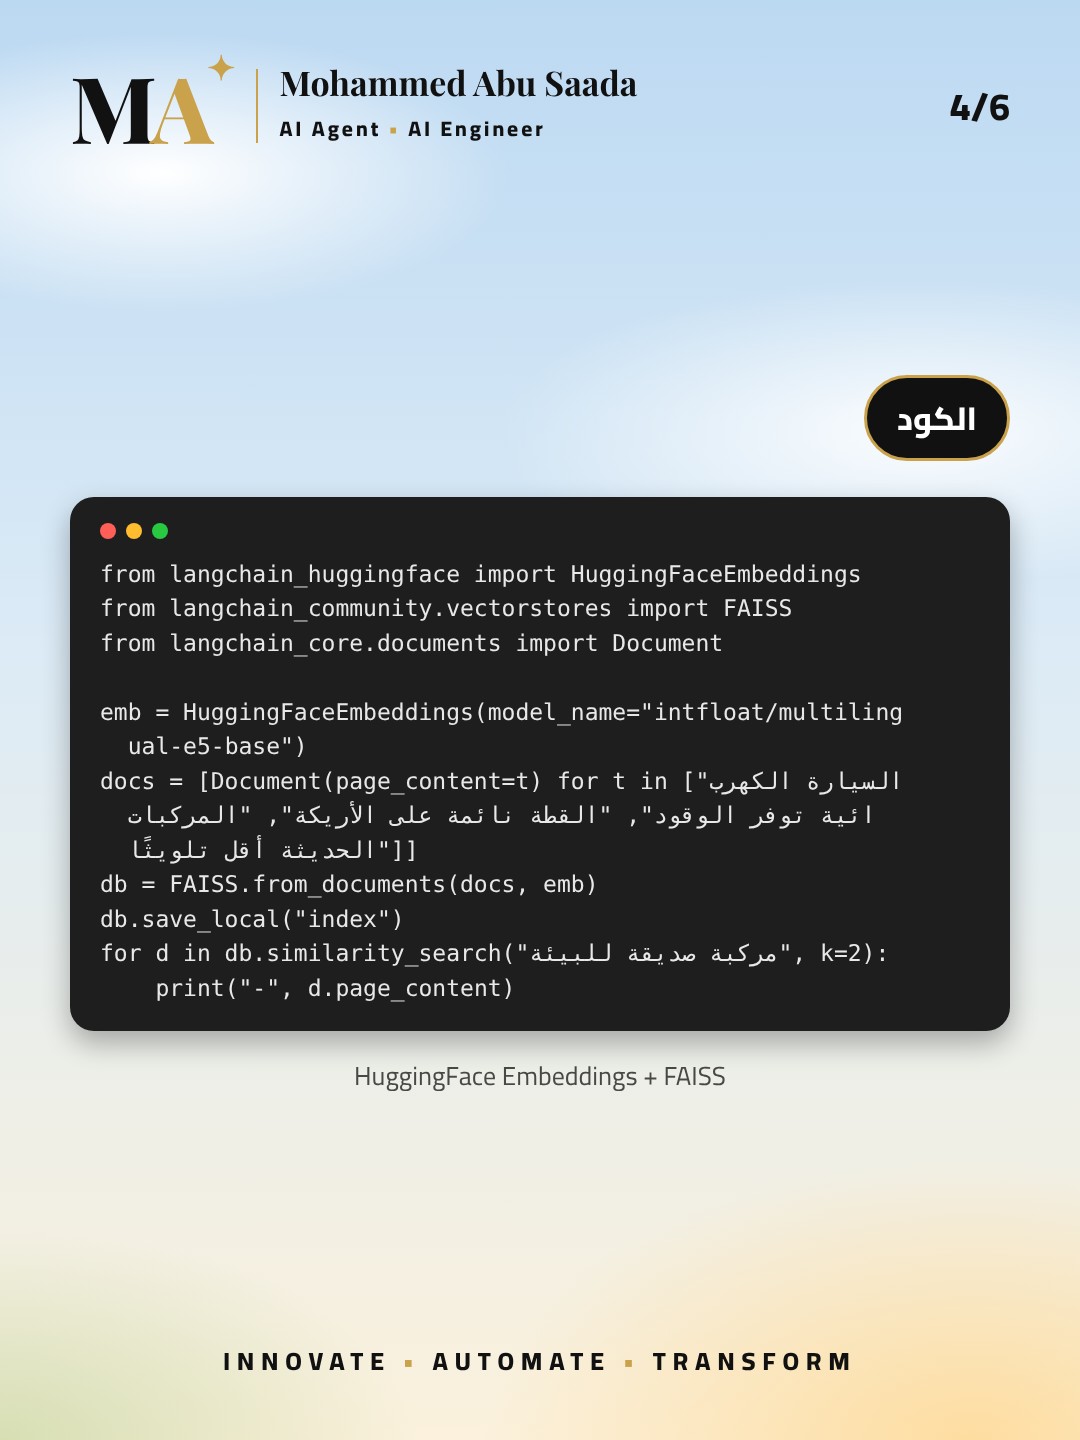 MA
Mohammed Abu Saada
AI Agent ▪ AI Engineer
4/6
الكود
from langchain_huggingface import HuggingFaceEmbeddings
from langchain_community.vectorstores import FAISS
from langchain_core.documents import Document
emb = HuggingFaceEmbeddings(model_name="intfloat/multiling
ual-e5-base")
docs = [Document(page_content=t) for t in ["السيارة الكهرب
ائية توفر الوقود", "القطة نائمة على الأريكة", "المركبات
الحديثة أقل تلويثًا"]]
db = FAISS.from_documents(docs, emb)
db.save_local("index")
for d in db.similarity_search("مركبة صديقة للبيئة", k=2):
    print("-", d.page_content)
HuggingFace Embeddings + FAISS
INNOVATE ▪ AUTOMATE ▪ TRANSFORM